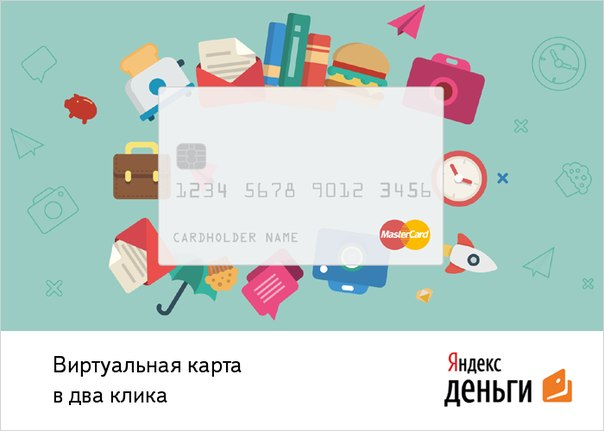 1234 5678 9012 3456
CARDHOLDER NAME
MasterCard
Виртуальная карта
в два клика
Яндекс
деньги